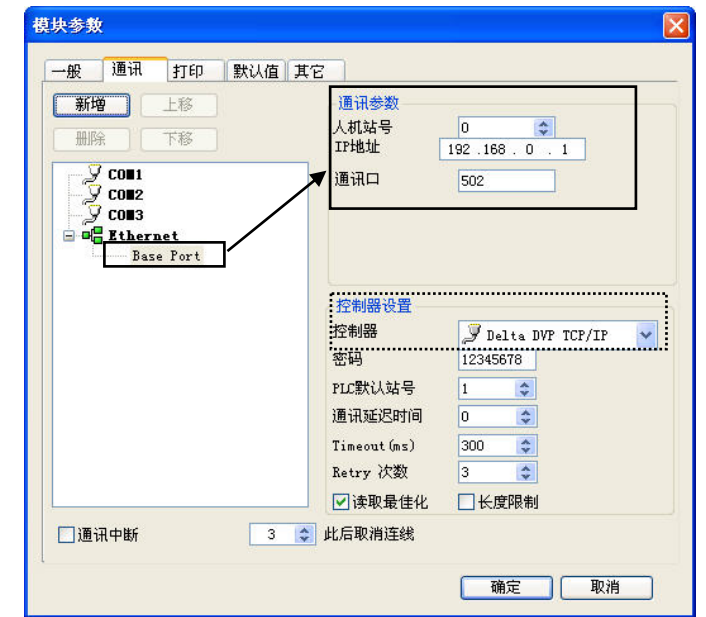 模块参数
一般 通讯 打印 默认值 其它
新增 上移
删除 下移
COM1
COM2
COM3
Ethernet
Base Port
通讯参数
人机站号 0
IP地址 192 .168 . 0 . 1
通讯口 502
控制器设置
控制器 Delta DVP TCP/IP
密码 12345678
PLC默认站号 1
通讯延迟时间 0
Timeout(ms) 300
Retry 次数 3
读取最佳化 长度限制
通讯中断 3 此后取消连线
确定 取消